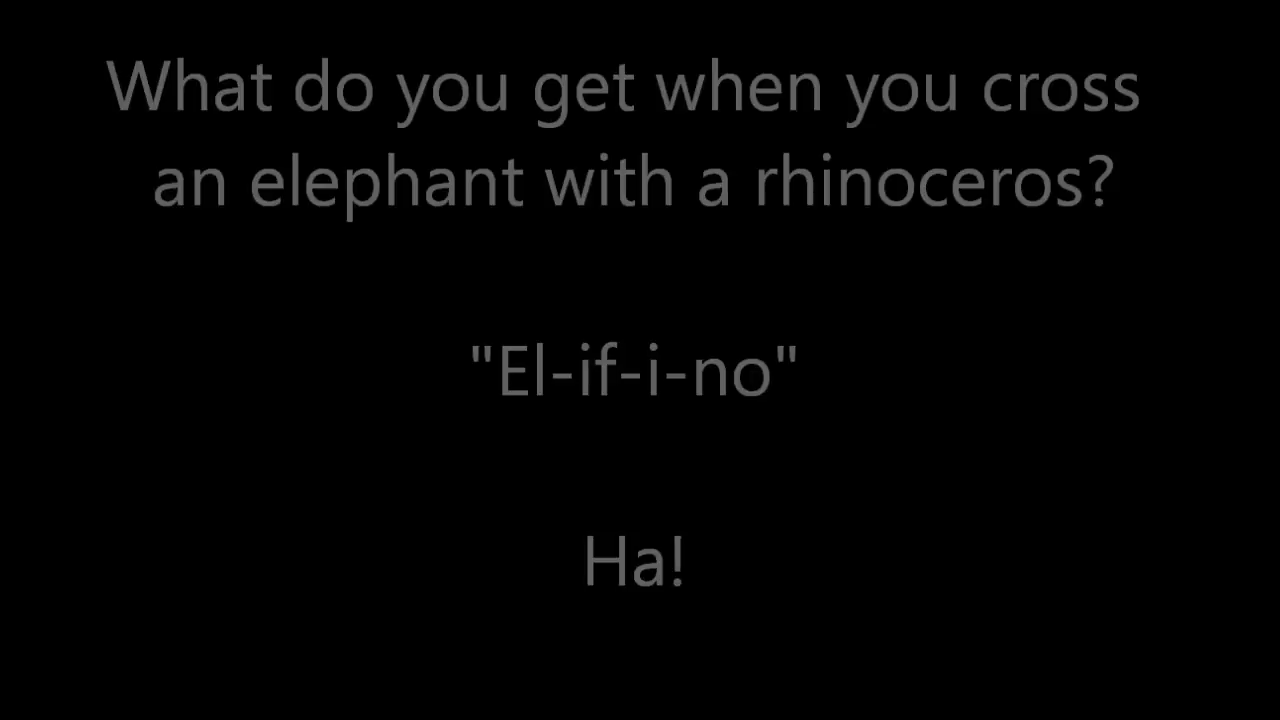 What do you get when you cross
an elephant with a rhinoceros?
"El-if-i-no"
Ha!